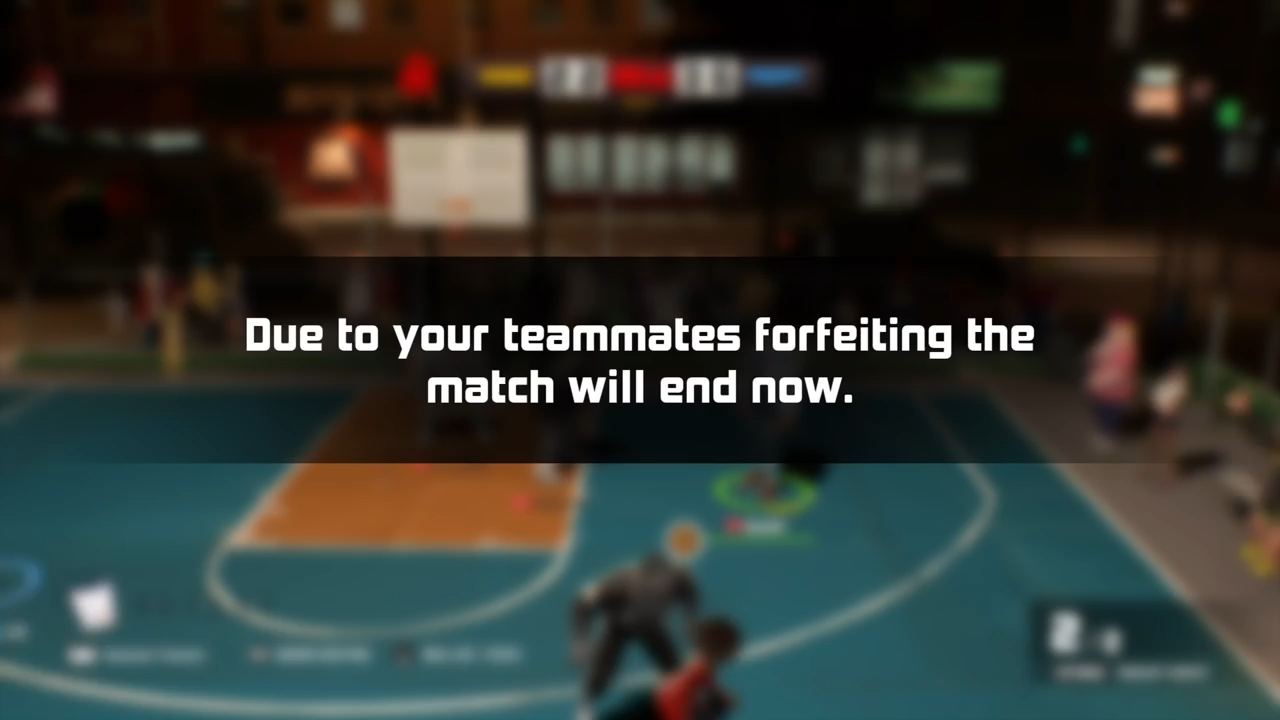 Due to your teammates forfeiting the
match will end now.